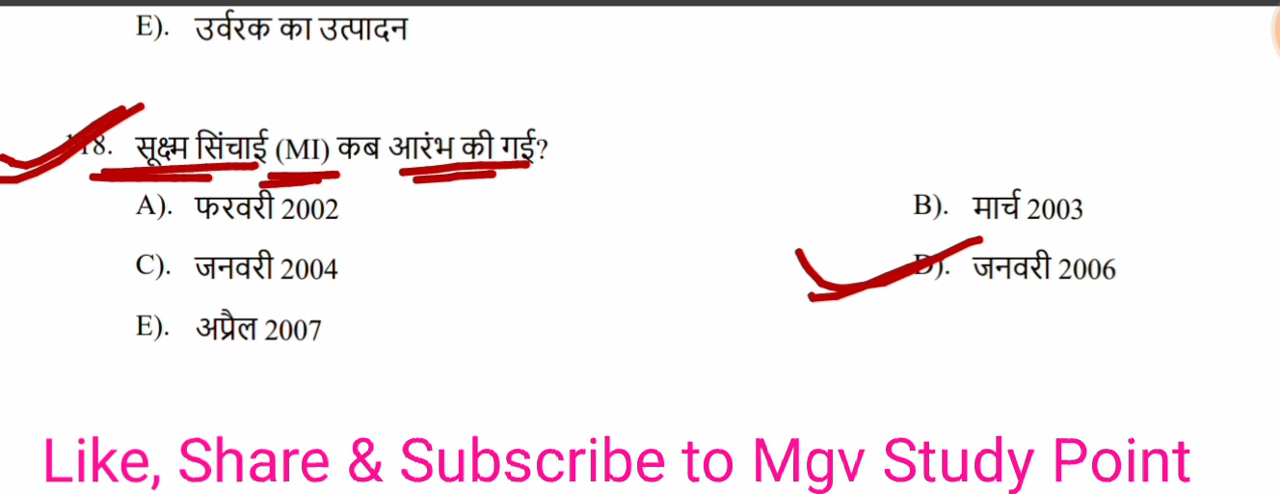 E). उर्वरक का उत्पादन
118. सूक्ष्म सिंचाई (MI) कब आरंभ की गई?
A). फरवरी 2002 B). मार्च 2003
C). जनवरी 2004 D). जनवरी 2006
E). अप्रैल 2007
Like, Share & Subscribe to Mgv Study Point